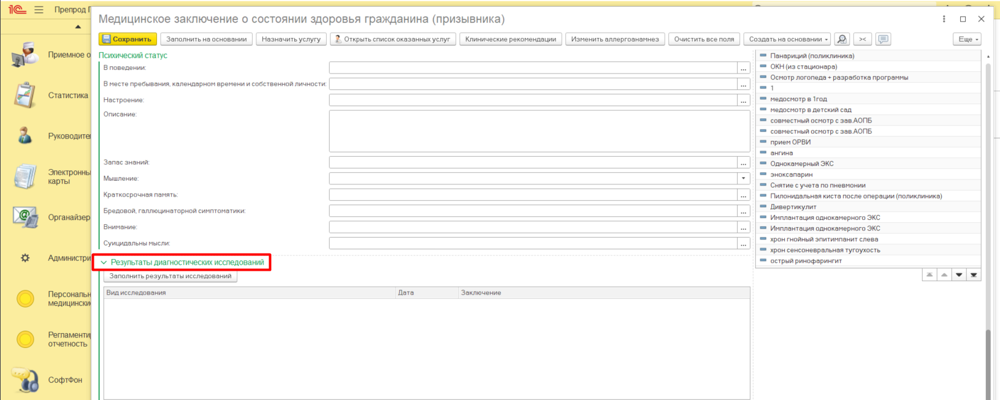 1С
Препрод
Медицинское заключение о состоянии здоровья гражданина (призывника)
Сохранить
Заполнить на основании
Назначить услугу
Открыть список оказанных услуг
Клинические рекомендации
Изменить аллергоанамнез
Очистить все поля
Создать на основании
><
Еще
Приемное о
Статистика
Руководите
Электронны
карты
Органайзер
Администри
Персональн
медицински
Регламенти
отчетность
СофтФон
Психический статус
В поведении:
...
В месте пребывания, календарном времени и собственной личности:
...
Настроение:
...
Описание:
Запас знаний:
...
Мышление:
Краткосрочная память:
...
Бредовой, галлюцинаторной симптоматики:
...
Внимание:
...
Суицидальны мысли:
...
Результаты диагностических исследований
Заполнить результаты исследований
Вид исследования
Дата
Заключение
Панариций (поликлиника)
ОКН (из стационара)
Осмотр логопеда + разработка программы
1
медосмотр в 1год
медосмотр в детский сад
совместный осмотр с зав.АОПБ
совместный осмотр с зав.АОПБ
прием ОРВИ
ангина
Однокамерный ЭКС
эноксапарин
Снятие с учета по пневмонии
Пилонидальная киста после операции (поликлиника)
Дивертикулит
Имплантация однокамерного ЭКС
Имплантация однокамерного ЭКС
хрон гнойный эпитимпанит слева
хрон сенсоневральная тугоухость
острый ринофарингит